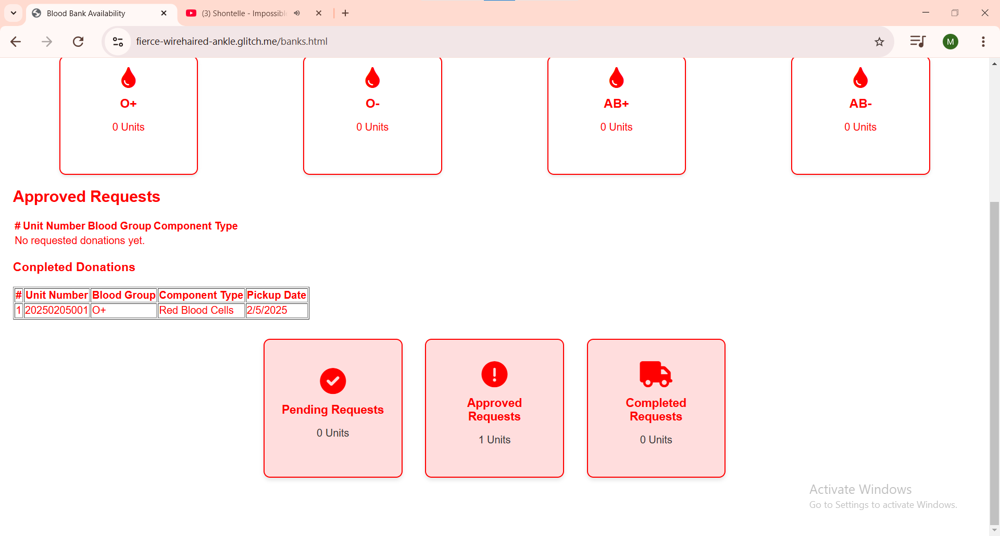 Blood Bank Availability
(3) Shontelle - Impossibl
fierce-wirehaired-ankle.glitch.me/banks.html
M
O+
0 Units
O-
0 Units
AB+
0 Units
AB-
0 Units
Approved Requests
# Unit Number Blood Group Component Type
No requested donations yet.
Conpleted Donations
# Unit Number Blood Group Component Type Pickup Date
1 20250205001 O+ Red Blood Cells 2/5/2025
Pending Requests
0 Units
Approved
Requests
1 Units
Completed
Requests
0 Units
Activate Windows
Go to Settings to activate Windows.